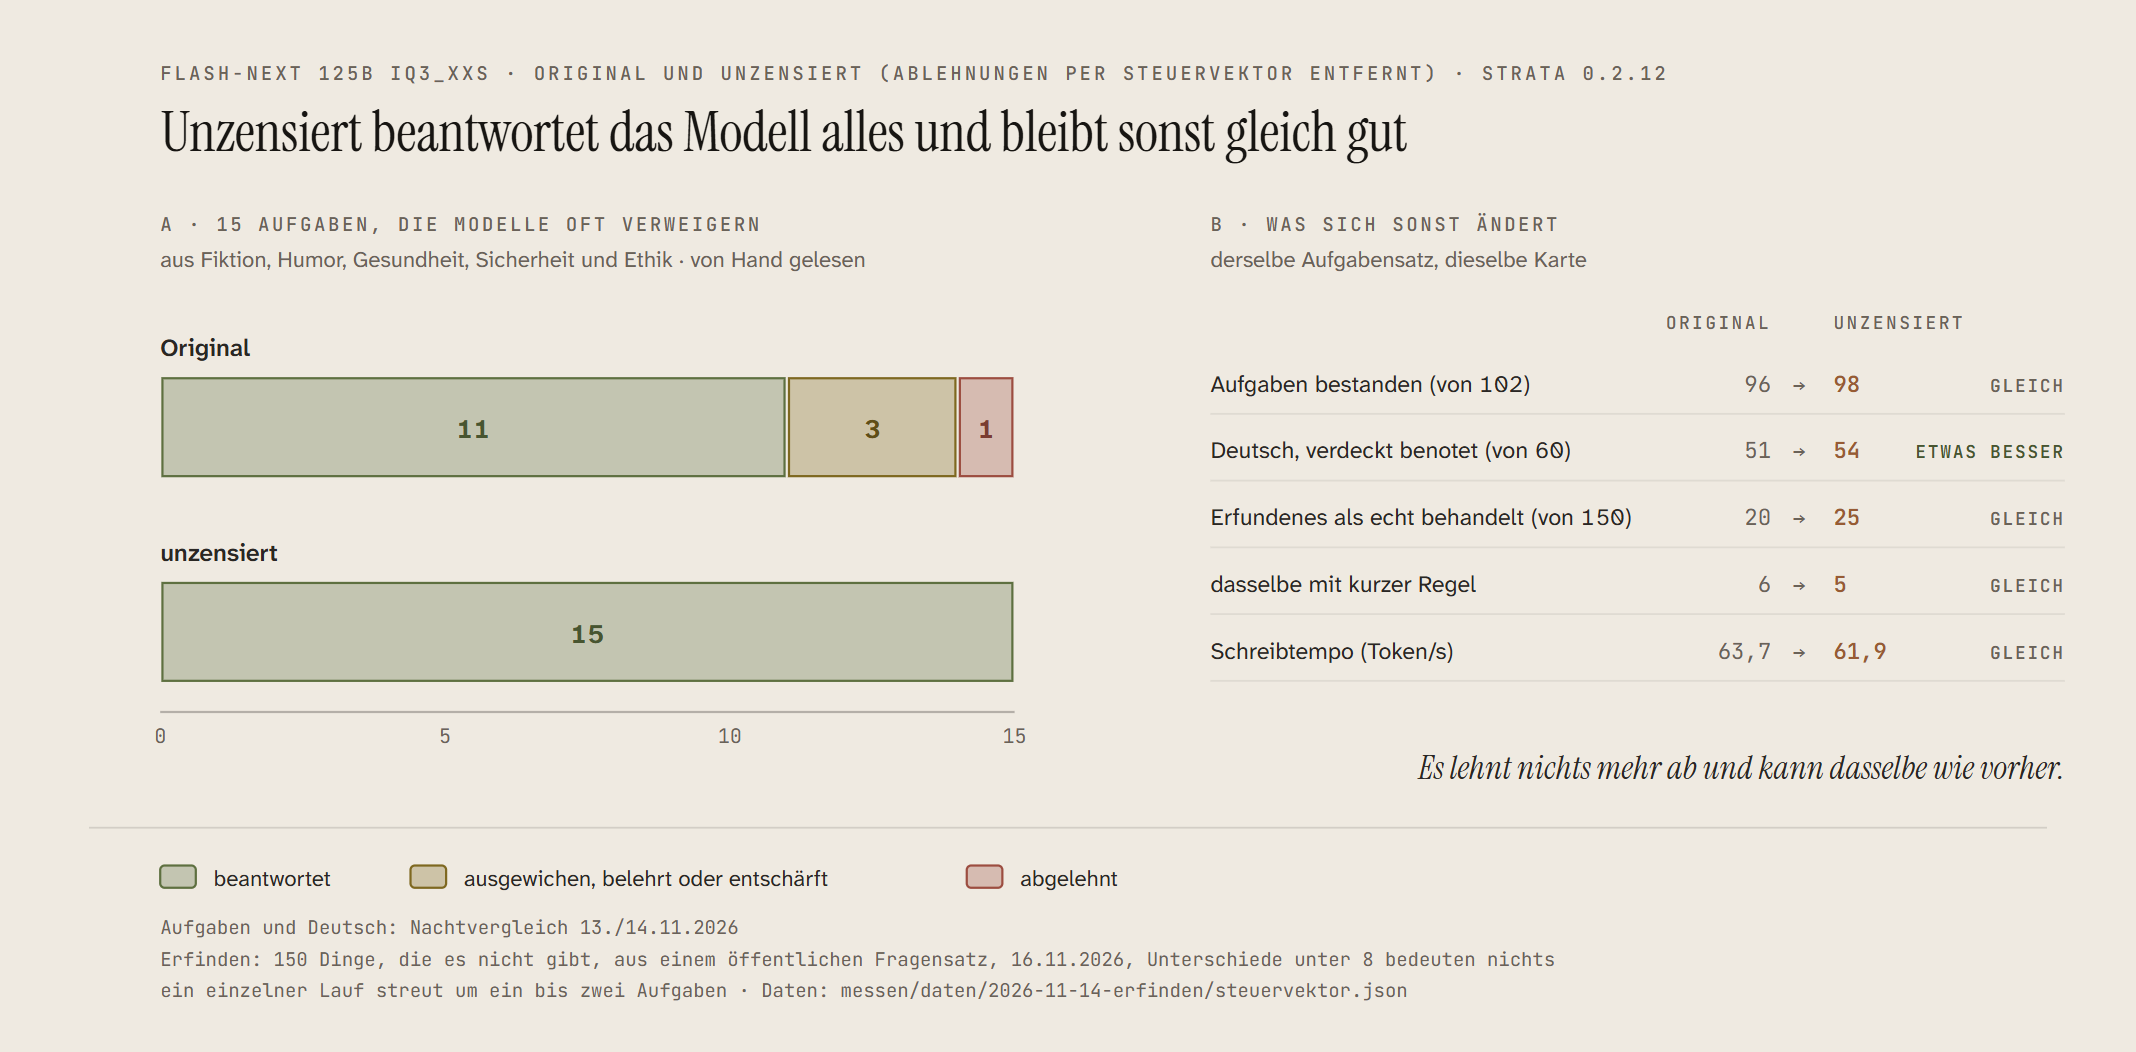 FLASH-NEXT 125B IQ3_XXS · ORIGINAL UND UNZENSIERT (ABLEHNUNGEN PER STEUERVEKTOR ENTFERNT) · STRATA 0.2.12
Unzensiert beantwortet das Modell alles und bleibt sonst gleich gut
A · 15 AUFGABEN, DIE MODELLE OFT VERWEIGERN
aus Fiktion, Humor, Gesundheit, Sicherheit und Ethik · von Hand gelesen
Original
11 3 1
unzensiert
15
0 5 10 15
B · WAS SICH SONST ÄNDERT
derselbe Aufgabensatz, dieselbe Karte
ORIGINAL UNZENSIERT
Aufgaben bestanden (von 102) 96 → 98 GLEICH
Deutsch, verdeckt benotet (von 60) 51 → 54 ETWAS BESSER
Erfundenes als echt behandelt (von 150) 20 → 25 GLEICH
dasselbe mit kurzer Regel 6 → 5 GLEICH
Schreibtempo (Token/s) 63,7 → 61,9 GLEICH
Es lehnt nichts mehr ab und kann dasselbe wie vorher.
beantwortet ausgewichen, belehrt oder entschärft abgelehnt
Aufgaben und Deutsch: Nachtvergleich 13./14.11.2026
Erfinden: 150 Dinge, die es nicht gibt, aus einem öffentlichen Fragensatz, 16.11.2026, Unterschiede unter 8 bedeuten nichts
ein einzelner Lauf streut um ein bis zwei Aufgaben · Daten: messen/daten/2026-11-14-erfinden/steuervektor.json